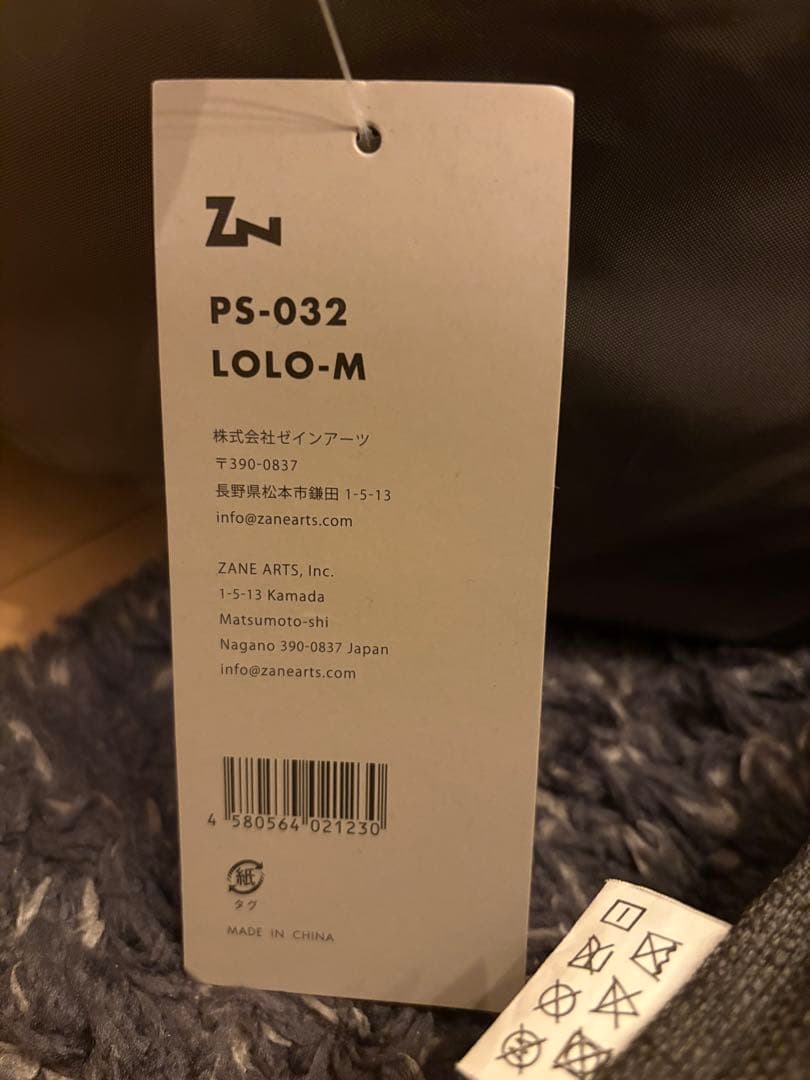 ZN
PS-032
LOLO-M
株式会社ゼインアーツ
〒390-0837
長野県松本市鎌田 1-5-13
info@zanearts.com
ZANE ARTS, Inc.
1-5-13 Kamada
Matsumoto-shi
Nagano 390-0837 Japan
info@zanearts.com
4 580564 021230
紙
タグ
MADE IN CHINA